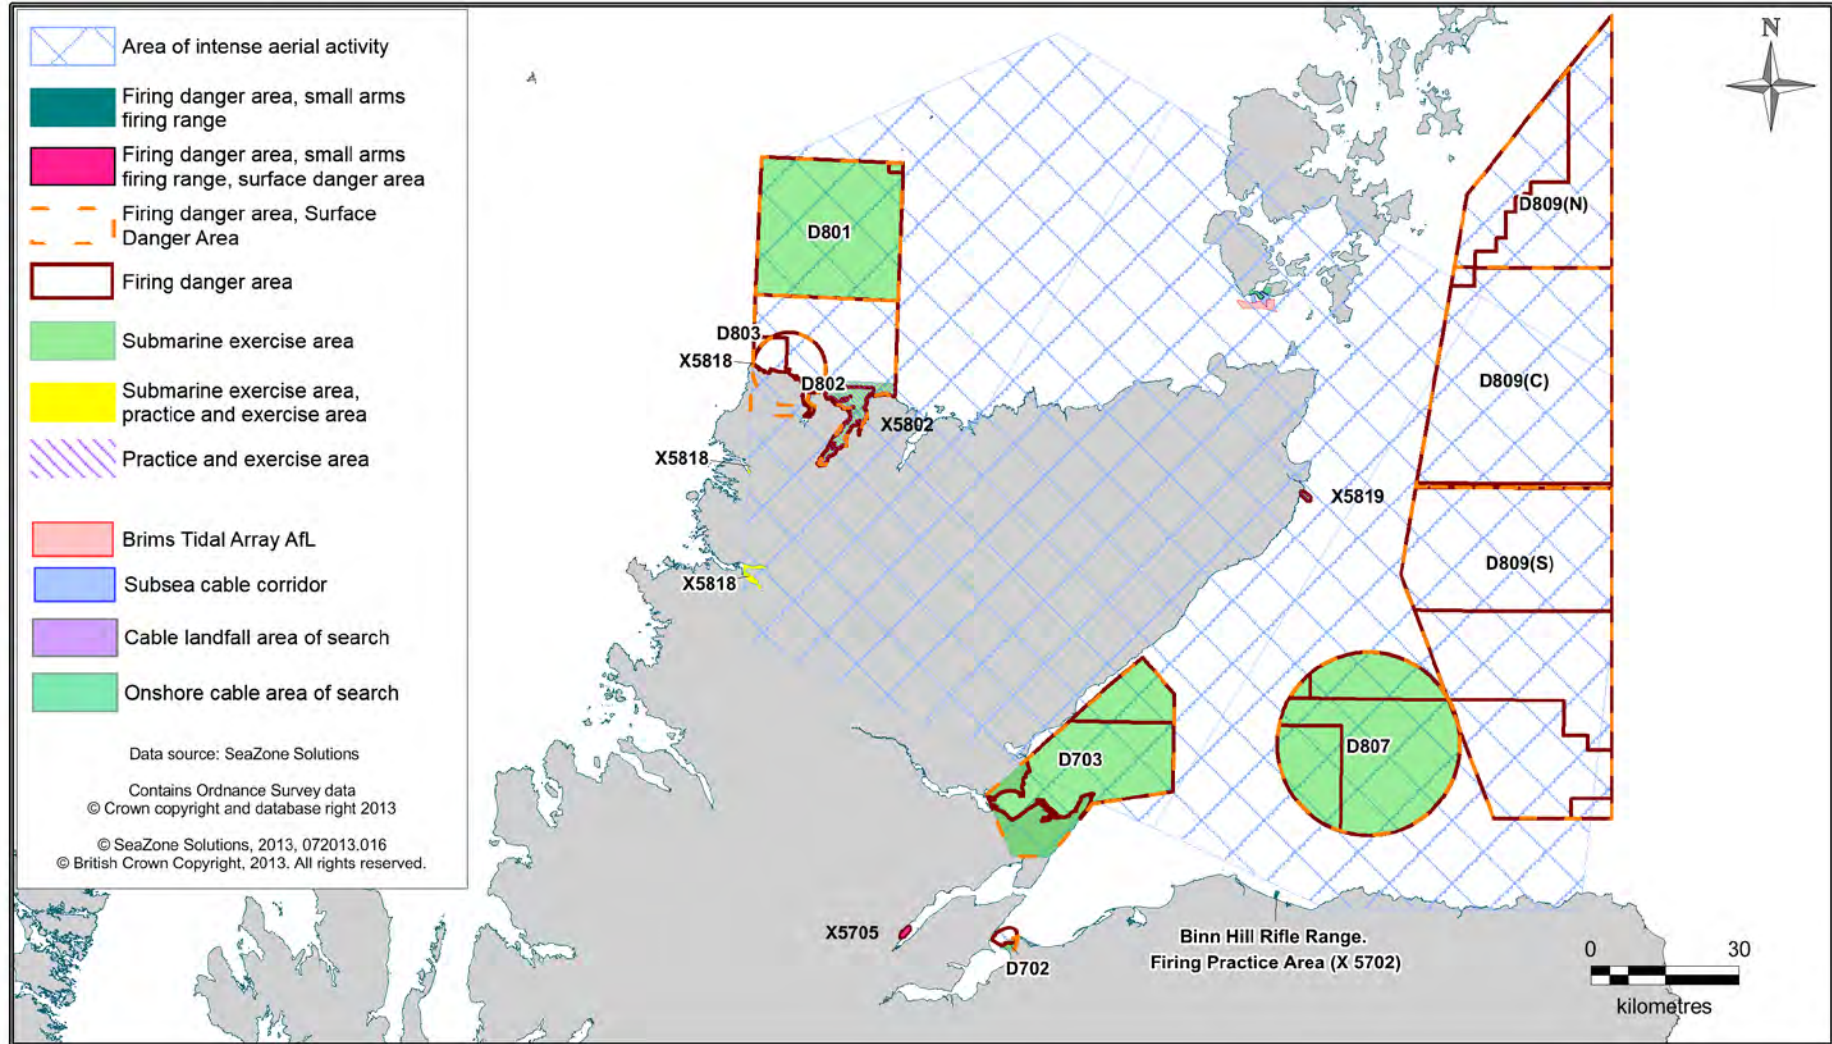 Area of intense aerial activity
Firing danger area, small arms
firing range
Firing danger area, small arms
firing range, surface danger area
Firing danger area, Surface
Danger Area
Firing danger area
Submarine exercise area
Submarine exercise area,
practice and exercise area
Practice and exercise area
Brims Tidal Array AfL
Subsea cable corridor
Cable landfall area of search
Onshore cable area of search
Data source: SeaZone Solutions
Contains Ordnance Survey data
© Crown copyright and database right 2013
© SeaZone Solutions, 2013, 072013.016
© British Crown Copyright, 2013. All rights reserved.
N
D801
D809(N)
D803
X5818
D802
D809(C)
X5802
X5818
X5819
X5818
D809(S)
D703
D807
X5705
D702
Binn Hill Rifle Range.
Firing Practice Area (X 5702)
0 30
kilometres